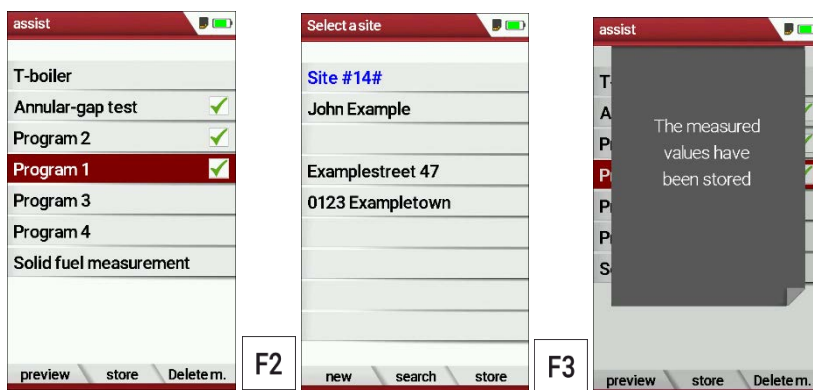 assist
T-boiler
Annular-gap test
Program 2
Program 1
Program 3
Program 4
Solid fuel measurement
preview store Delete m.
F2
Select a site
Site #14#
John Example
Examplestreet 47
0123 Exampletown
new search store
F3
assist
T-
A
P
P
P
P
S
The measured
values have
been stored
preview store Delete m.